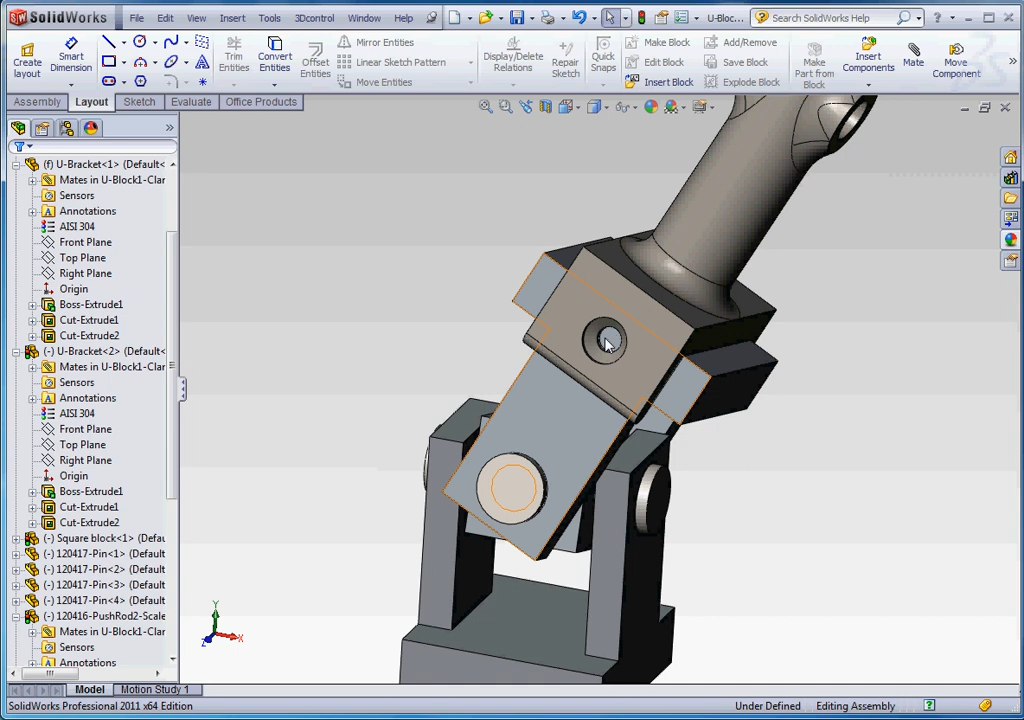 SolidWorks File Edit View Insert Tools 3Dcontrol Window Help U-Bloc... Search SolidWorks Help
Create layout Smart Dimension Trim Entities Convert Entities Offset Entities Mirror Entities Linear Sketch Pattern Move Entities Display/Delete Relations Repair Sketch Quick Snaps Make Block Edit Block Insert Block Add/Remove Save Block Explode Block Make Part from Block Insert Components Mate Move Component
Assembly Layout Sketch Evaluate Office Products
(f) U-Bracket<1> (Default<
Mates in U-Block1-Clar
Sensors
Annotations
AISI 304
Front Plane
Top Plane
Right Plane
Origin
Boss-Extrude1
Cut-Extrude1
Cut-Extrude2
(-) U-Bracket<2> (Default<
Mates in U-Block1-Clar
Sensors
Annotations
AISI 304
Front Plane
Top Plane
Right Plane
Origin
Boss-Extrude1
Cut-Extrude1
Cut-Extrude2
(-) Square block<1> (Defau
(-) 120417-Pin<1> (Default
(-) 120417-Pin<2> (Default
(-) 120417-Pin<3> (Default
(-) 120417-Pin<4> (Default
(-) 120416-PushRod2-Scale
Mates in U-Block1-Clar
Sensors
Annotations
Y X Z
Model Motion Study 1
SolidWorks Professional 2011 x64 Edition Under Defined Editing Assembly